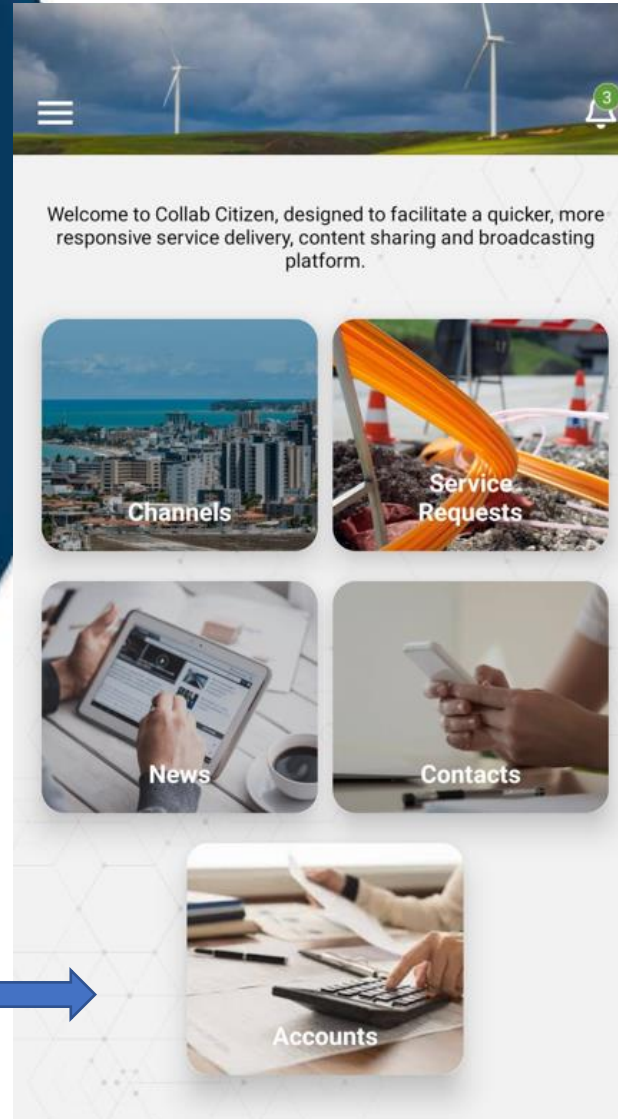 3
Welcome to Collab Citizen, designed to facilitate a quicker, more
responsive service delivery, content sharing and broadcasting
platform.
Channels
Service
Requests
News
Contacts
Accounts